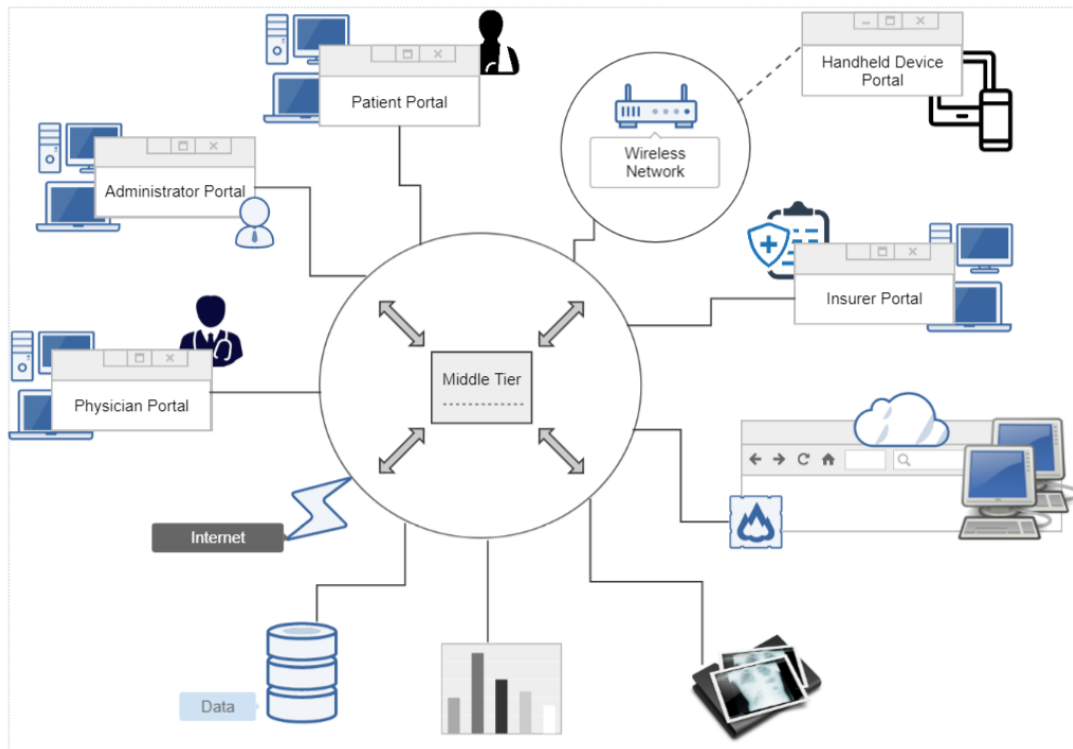 Patient Portal
Handheld Device
Portal
Wireless
Network
Administrator Portal
Insurer Portal
Middle Tier
Physician Portal
Internet
Data